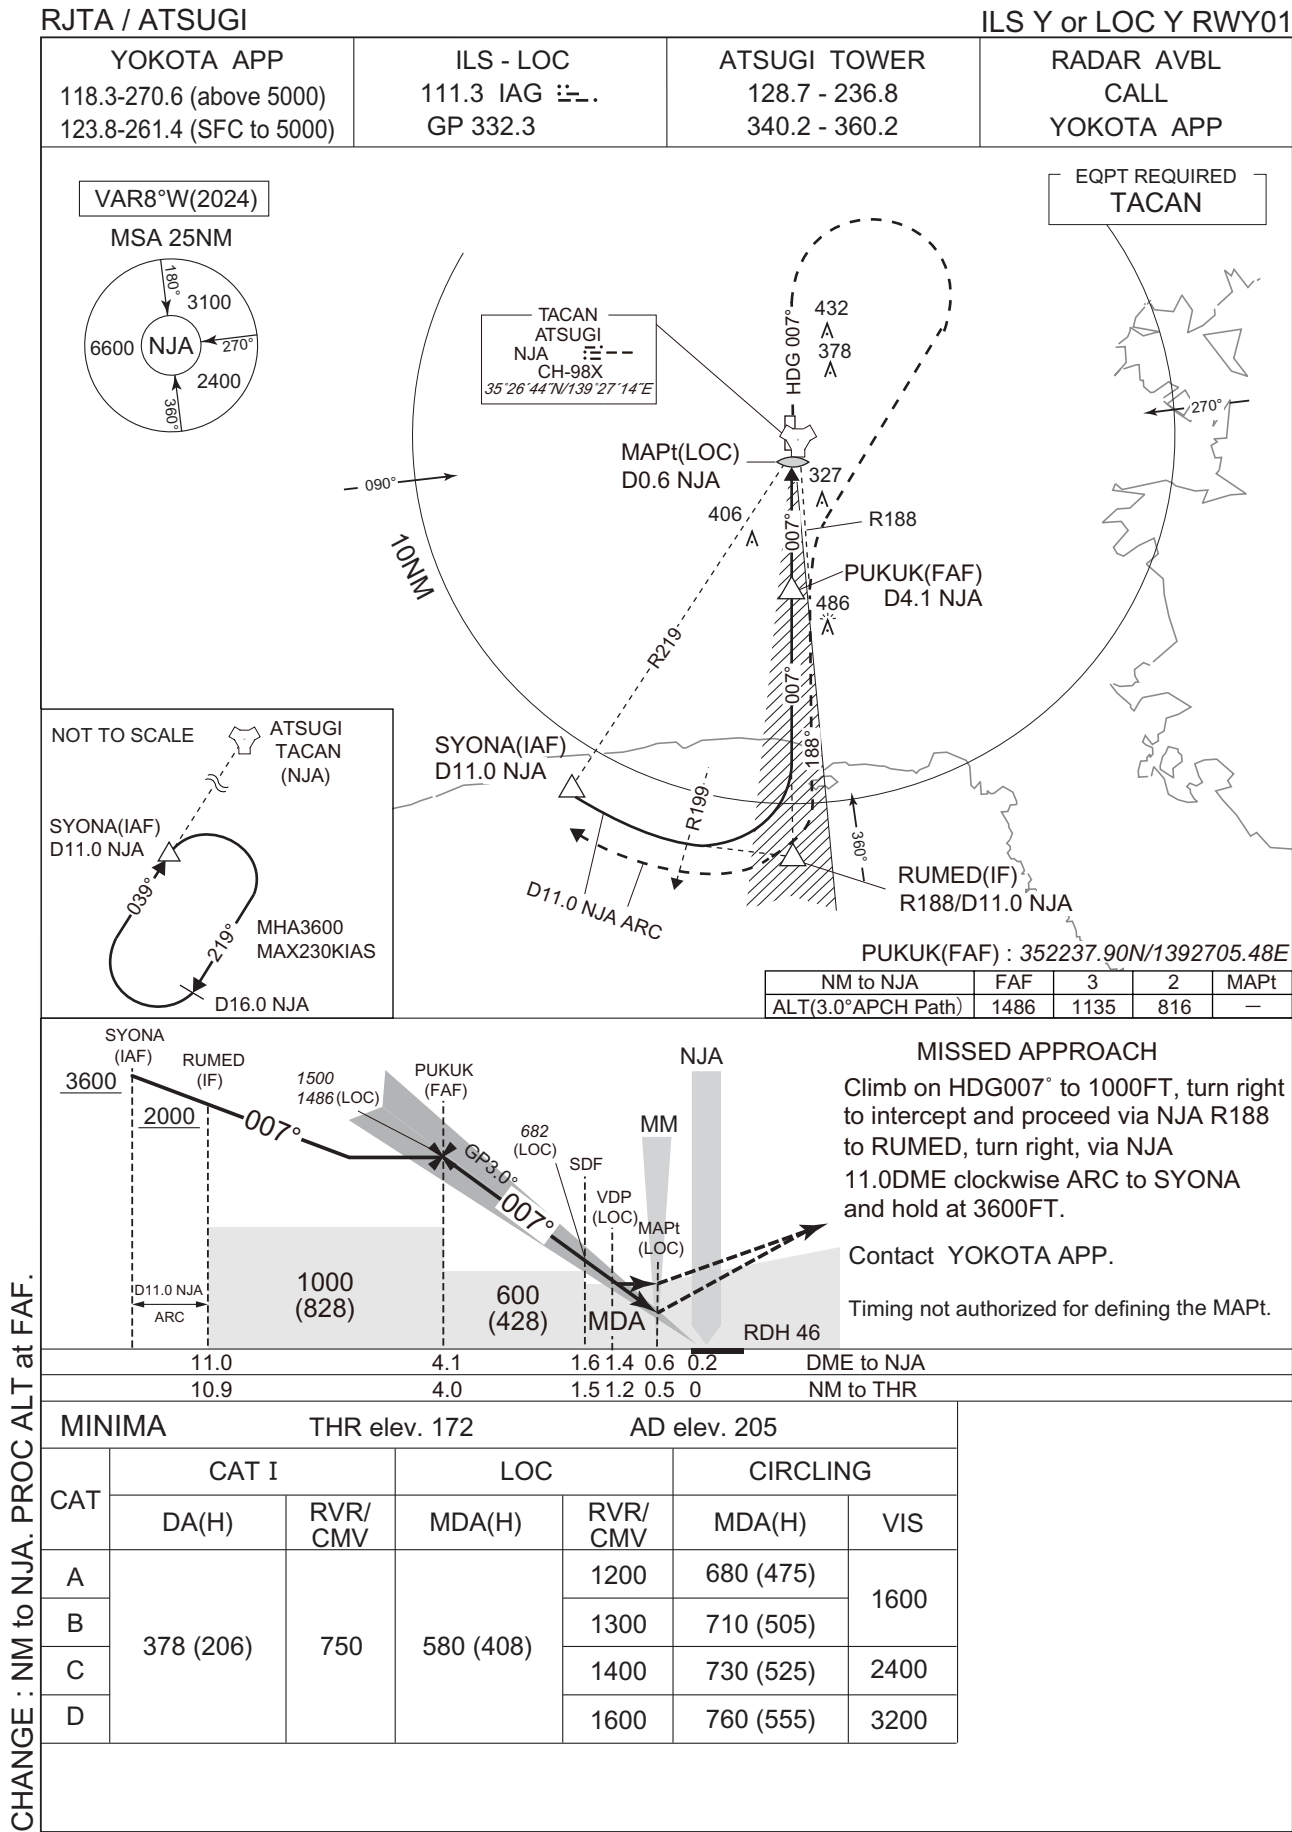 RJTA / ATSUGI
ILS Y or LOC Y RWY01
YOKOTA APP
118.3-270.6 (above 5000)
123.8-261.4 (SFC to 5000)
ILS - LOC
111.3 IAG
GP 332.3
ATSUGI TOWER
128.7 - 236.8
340.2 - 360.2
RADAR AVBL
CALL
YOKOTA APP
VAR8°W(2024)
MSA 25NM
180°
3100
6600
NJA
270°
2400
360°
EQPT REQUIRED
TACAN
TACAN
ATSUGI
NJA
CH-98X
35°26´44˝N/139°27´14˝E
HDG 007°
432
378
270°
090°
10NM
MAPt(LOC)
D0.6 NJA
327
406
007°
R188
PUKUK(FAF)
D4.1 NJA
486
R219
007°
188°
SYONA(IAF)
D11.0 NJA
R199
360°
D11.0 NJA ARC
RUMED(IF)
R188/D11.0 NJA
NOT TO SCALE
ATSUGI
TACAN
(NJA)
SYONA(IAF)
D11.0 NJA
039°
219°
MHA3600
MAX230KIAS
D16.0 NJA
PUKUK(FAF) : 352237.90N/1392705.48E
NM to NJA FAF 3 2 MAPt
ALT(3.0°APCH Path) 1486 1135 816 —
SYONA
(IAF)
3600
RUMED
(IF)
2000
007°
1500
1486 (LOC)
PUKUK
(FAF)
GP3.0°
007°
682
(LOC)
SDF
VDP
(LOC)
MAPt
(LOC)
MM
NJA
D11.0 NJA
ARC
1000
(828)
600
(428)
MDA
RDH 46
MISSED APPROACH
Climb on HDG007° to 1000FT, turn right
to intercept and proceed via NJA R188
to RUMED, turn right, via NJA
11.0DME clockwise ARC to SYONA
and hold at 3600FT.
Contact YOKOTA APP.
Timing not authorized for defining the MAPt.
11.0 4.1 1.6 1.4 0.6 0.2 DME to NJA
10.9 4.0 1.5 1.2 0.5 0 NM to THR
MINIMA THR elev. 172 AD elev. 205
CAT CAT I LOC CIRCLING
DA(H) RVR/CMV MDA(H) RVR/CMV MDA(H) VIS
A 378 (206) 750 580 (408) 1200 680 (475) 1600
B 1300 710 (505)
C 1400 730 (525) 2400
D 1600 760 (555) 3200
CHANGE : NM to NJA. PROC ALT at FAF.